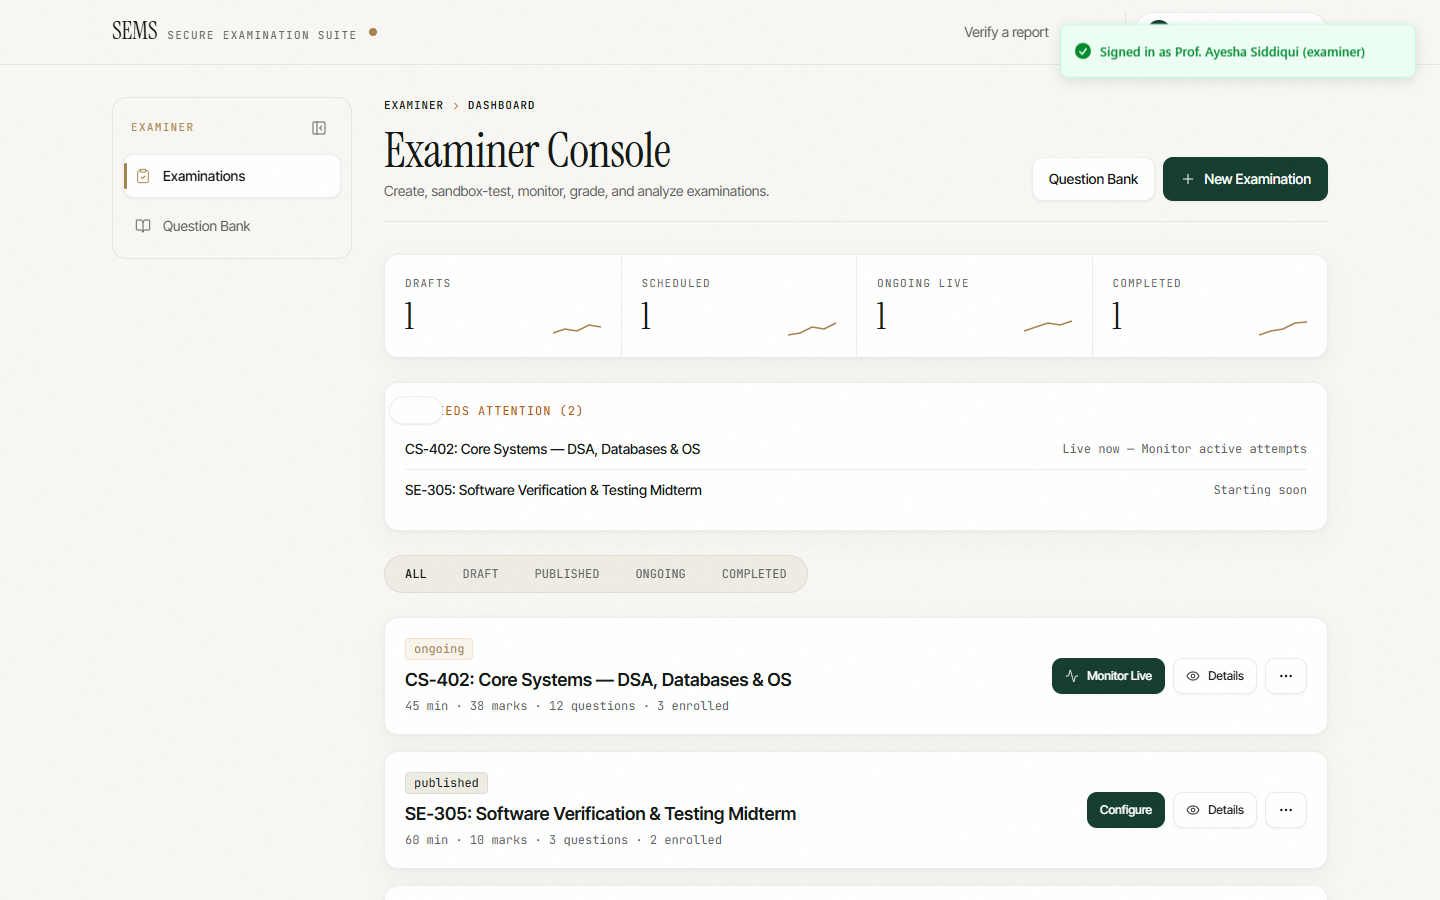 SEMS SECURE EXAMINATION SUITE
Verify a report
Signed in as Prof. Ayesha Siddiqui (examiner)
EXAMINER
Examinations
Question Bank
EXAMINER > DASHBOARD
Examiner Console
Create, sandbox-test, monitor, grade, and analyze examinations.
Question Bank
+ New Examination
DRAFTS
1
SCHEDULED
1
ONGOING LIVE
1
COMPLETED
1
EDS ATTENTION (2)
CS-402: Core Systems — DSA, Databases & OS
Live now — Monitor active attempts
SE-305: Software Verification & Testing Midterm
Starting soon
ALL DRAFT PUBLISHED ONGOING COMPLETED
ongoing
CS-402: Core Systems — DSA, Databases & OS
45 min · 38 marks · 12 questions · 3 enrolled
Monitor Live
Details
...
published
SE-305: Software Verification & Testing Midterm
60 min · 10 marks · 3 questions · 2 enrolled
Configure
Details
...